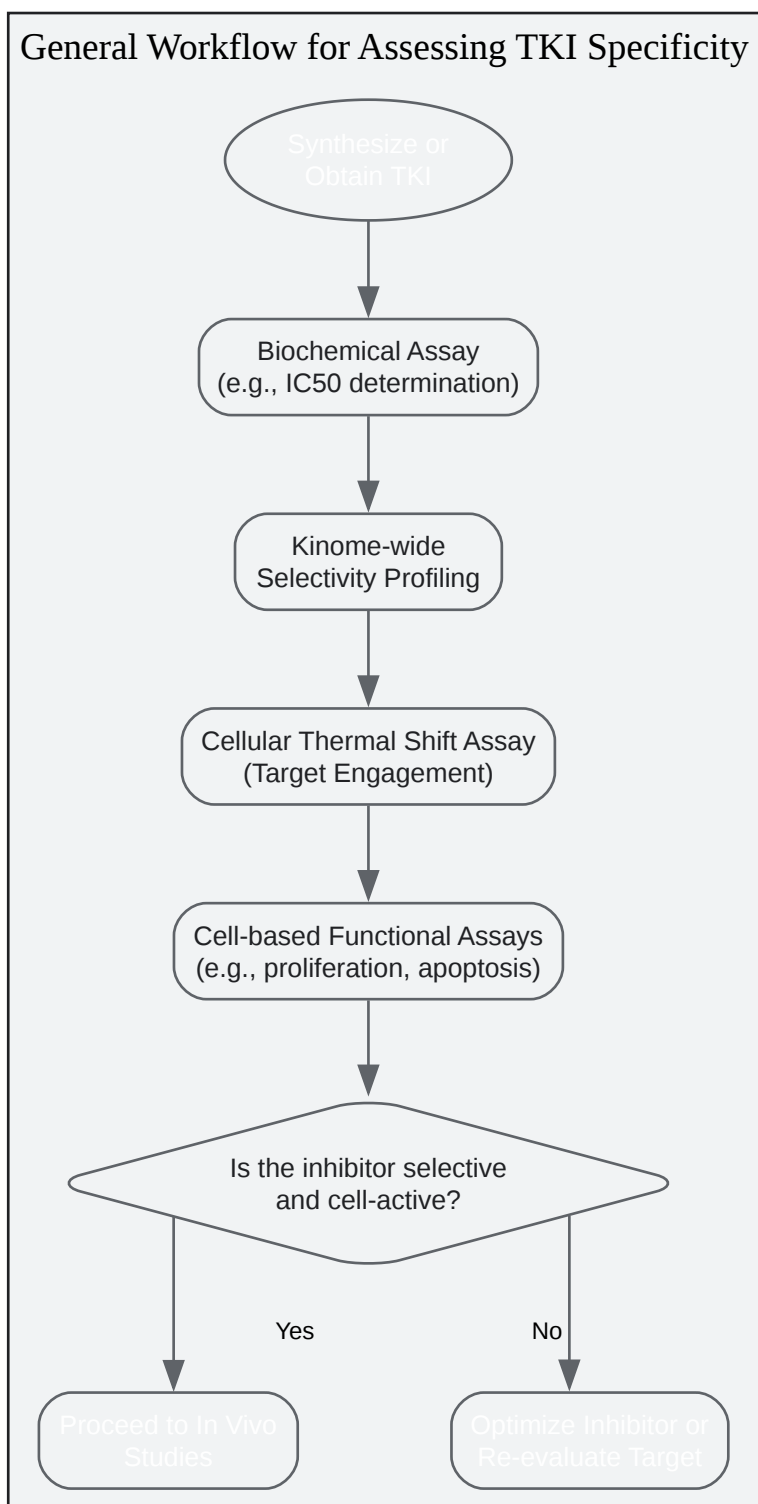 General Workflow for Assessing TKI Specificity
Synthesize or
Obtain TKI
Biochemical Assay
(e.g., IC50 determination)
Kinome-wide
Selectivity Profiling
Cellular Thermal Shift Assay
(Target Engagement)
Cell-based Functional Assays
(e.g., proliferation, apoptosis)
Is the inhibitor selective
and cell-active?
Yes
No
Proceed to In Vivo
Studies
Optimize Inhibitor or
Re-evaluate Target